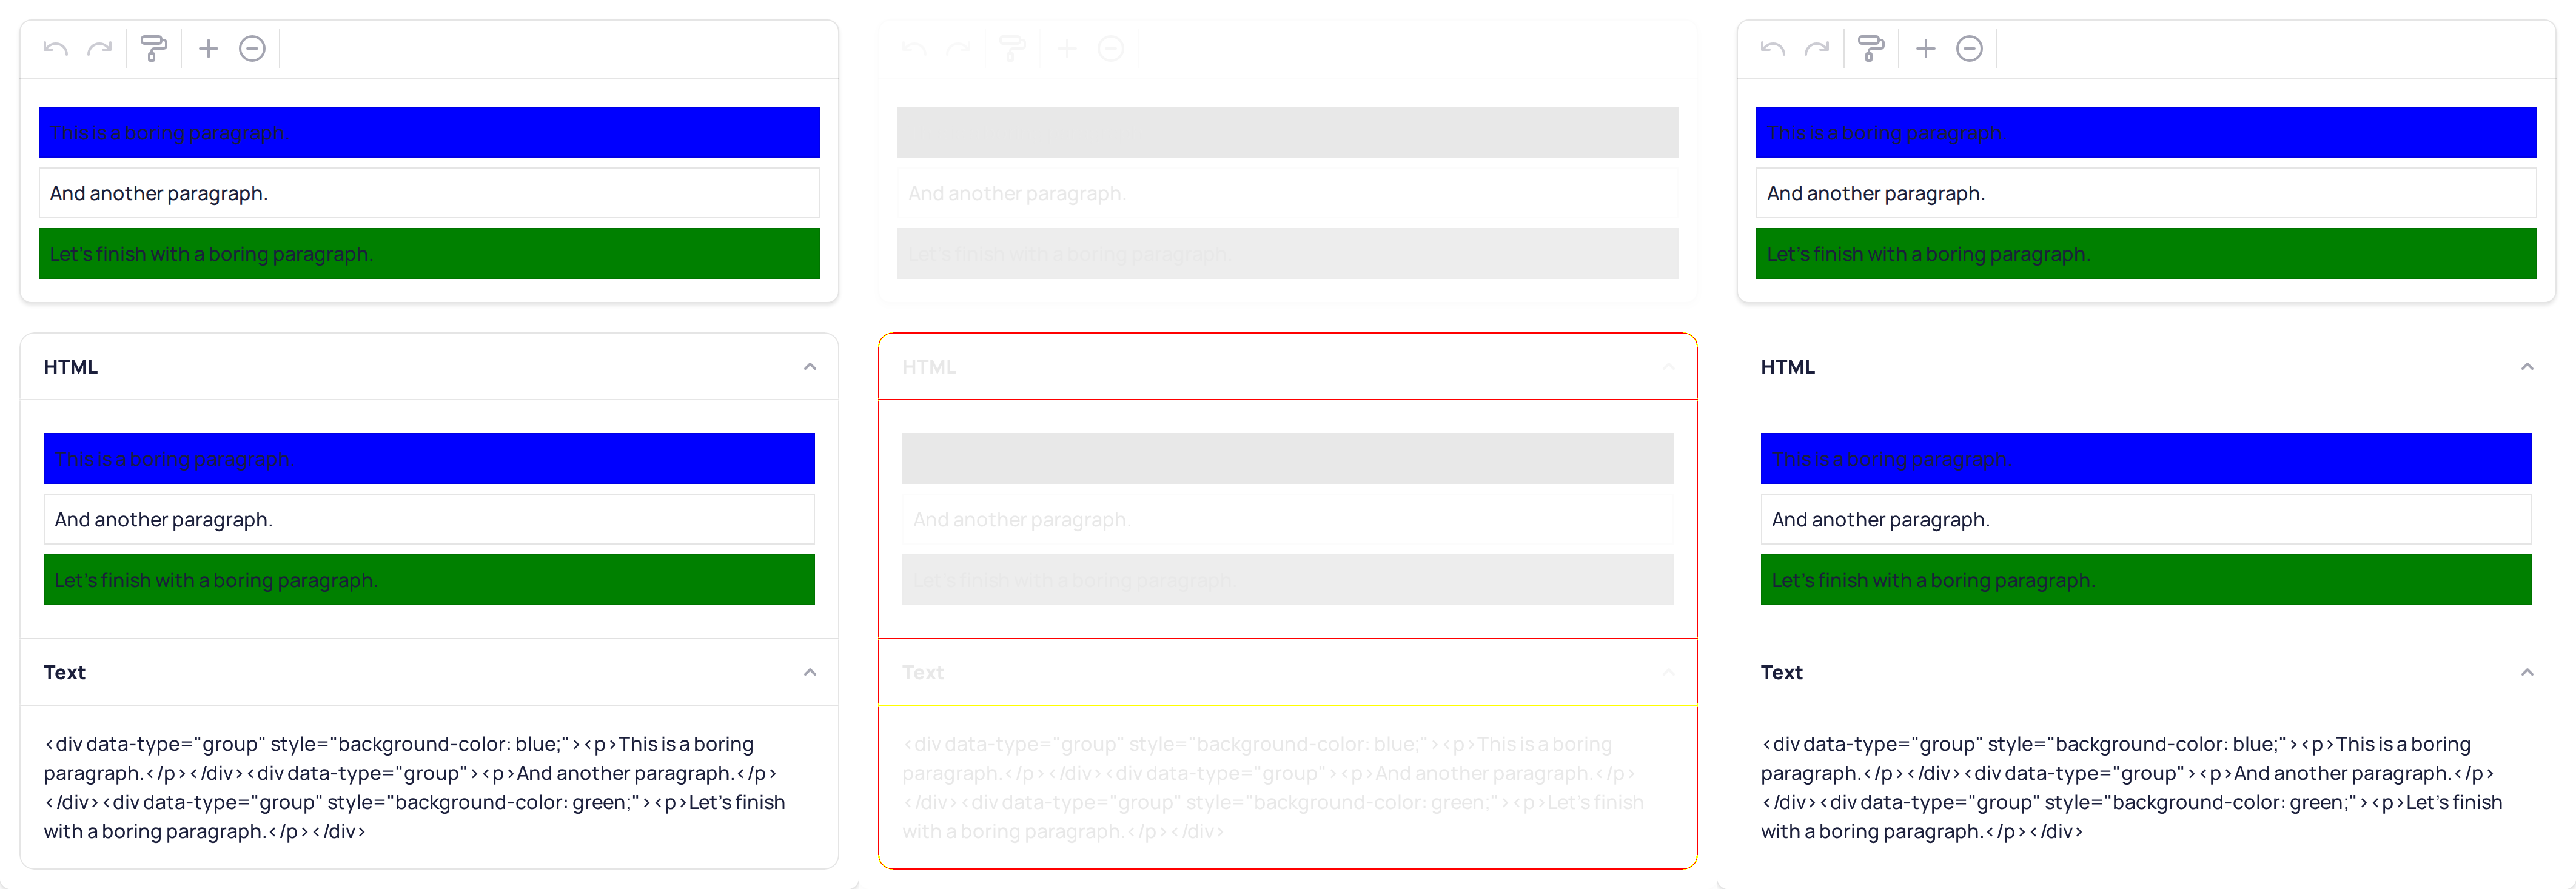 This is a boring paragraph.
And another paragraph.
Let's finish with a boring paragraph.
HTML
This is a boring paragraph.
And another paragraph.
Let's finish with a boring paragraph.
Text
<div data-type="group" style="background-color: blue;"><p>This is a boring
paragraph.</p></div><div data-type="group"><p>And another paragraph.</p>
</div><div data-type="group" style="background-color: green;"><p>Let's finish
with a boring paragraph.</p></div>
And another paragraph.
Let's finish with a boring paragraph.
HTML
And another paragraph.
Let's finish with a boring paragraph.
Text
<div data-type="group" style="background-color: blue;"><p>This is a boring
paragraph.</p></div><div data-type="group"><p>And another paragraph.</p>
</div><div data-type="group" style="background-color: green;"><p>Let's finish
with a boring paragraph.</p></div>
This is a boring paragraph.
And another paragraph.
Let's finish with a boring paragraph.
HTML
This is a boring paragraph.
And another paragraph.
Let's finish with a boring paragraph.
Text
<div data-type="group" style="background-color: blue;"><p>This is a boring
paragraph.</p></div><div data-type="group"><p>And another paragraph.</p>
</div><div data-type="group" style="background-color: green;"><p>Let's finish
with a boring paragraph.</p></div>